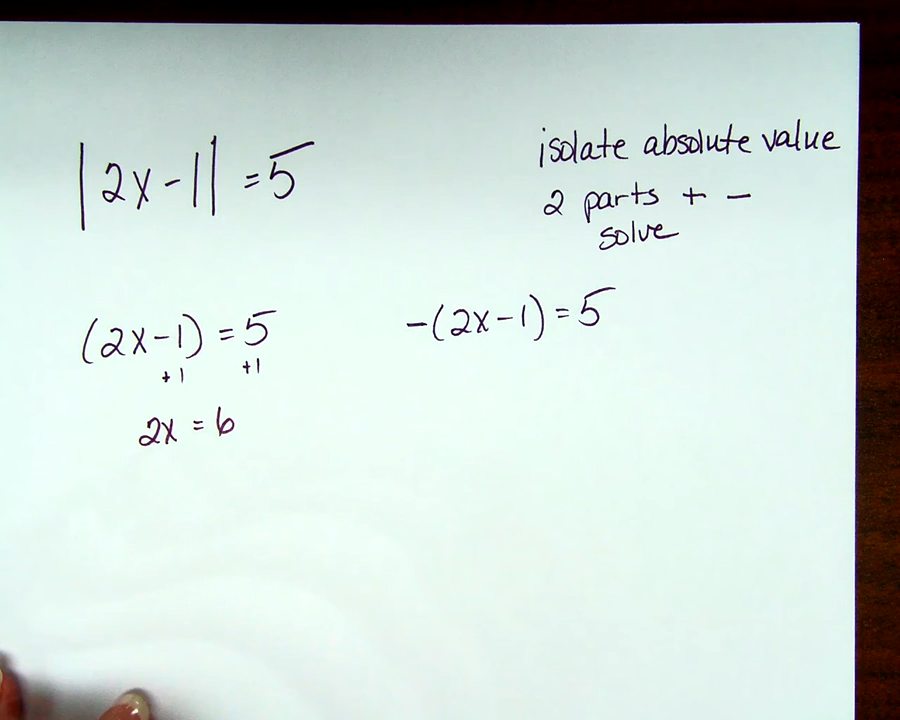 |2x-1| = 5
isolate absolute value
2 parts + -
solve
(2x-1) = 5
+1 +1
2x = 6
-(2x-1) = 5